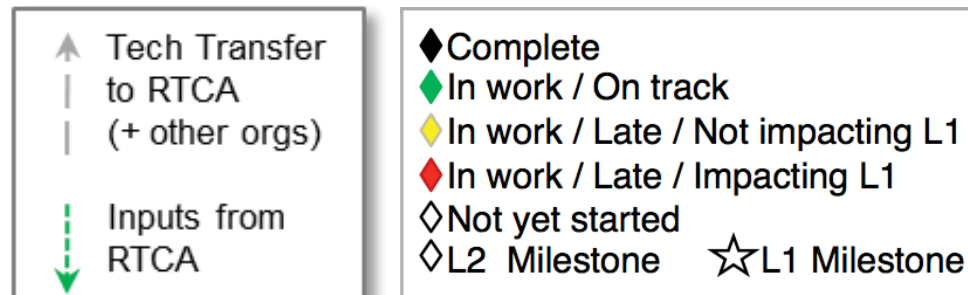 Tech Transfer
to RTCA
(+ other orgs)
Inputs from
RTCA
Complete
In work / On track
In work / Late / Not impacting L1
In work / Late / Impacting L1
Not yet started
L2 Milestone
L1 Milestone